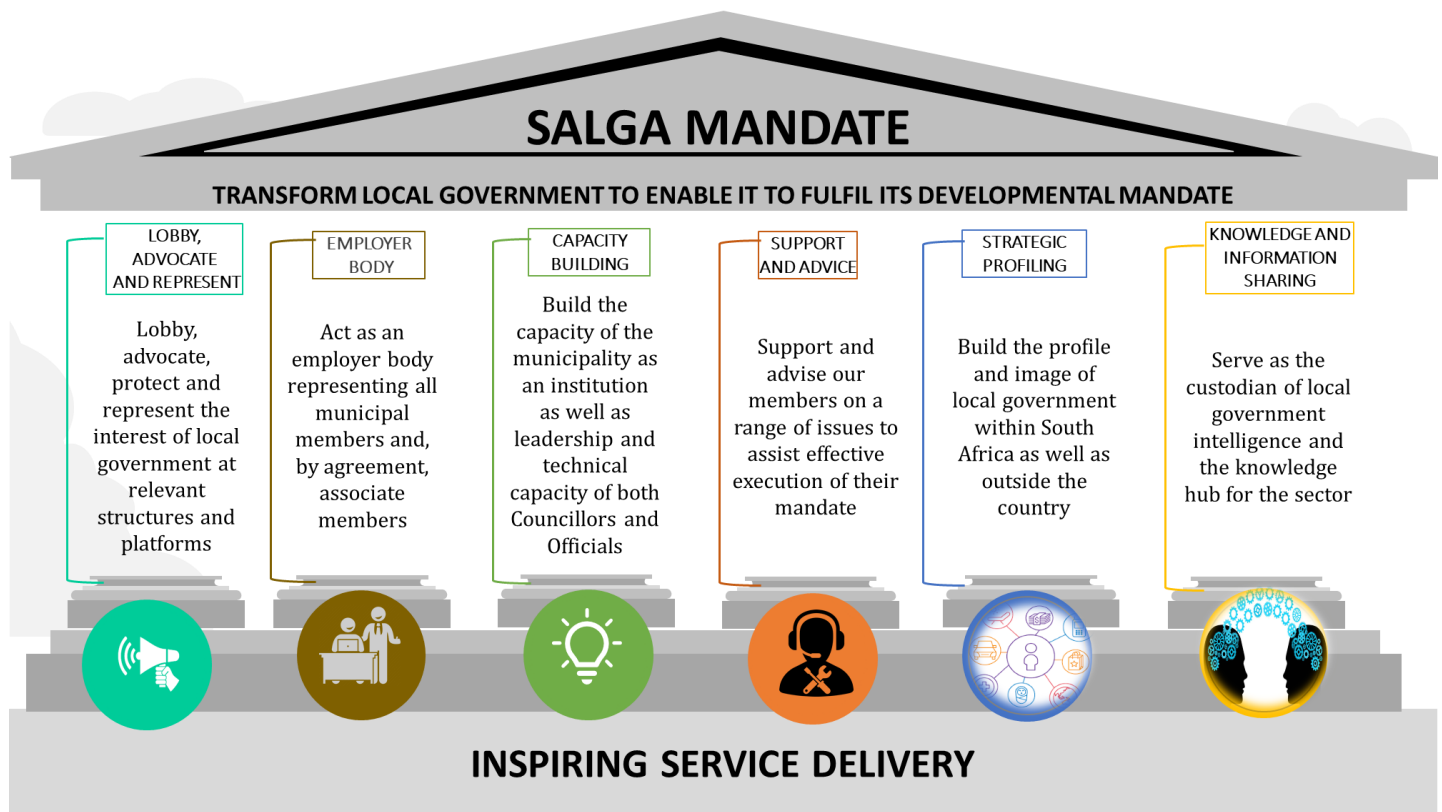 SALGA MANDATE
TRANSFORM LOCAL GOVERNMENT TO ENABLE IT TO FULFIL ITS DEVELOPMENTAL MANDATE
LOBBY,
ADVOCATE
AND REPRESENT
Lobby,
advocate,
protect and
represent the
interest of local
government at
relevant
structures and
platforms
EMPLOYER
BODY
Act as an
employer body
representing all
municipal
members and,
by agreement,
associate
members
CAPACITY
BUILDING
Build the
capacity of the
municipality as
an institution
as well as
leadership and
technical
capacity of both
Councillors and
Officials
SUPPORT
AND ADVICE
Support and
advise our
members on a
range of issues to
assist effective
execution of their
mandate
STRATEGIC
PROFILING
Build the profile
and image of
local government
within South
Africa as well as
outside the
country
KNOWLEDGE AND
INFORMATION
SHARING
Serve as the
custodian of local
government
intelligence and
the knowledge
hub for the sector
INSPIRING SERVICE DELIVERY